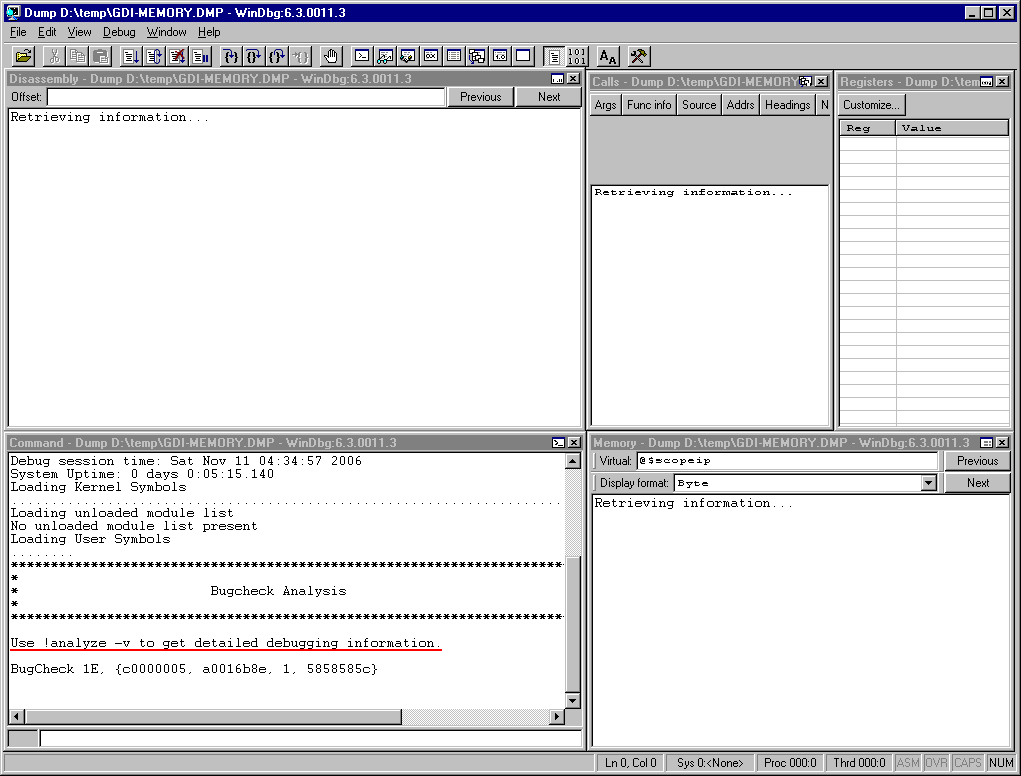 Dump D:\temp\GDI-MEMORY.DMP - WinDbg:6.3.0011.3
File Edit View Debug Window Help
Disassembly - Dump D:\temp\GDI-MEMORY.DMP - WinDbg:6.3.0011.3
Offset: Previous Next
Retrieving information...
Calls - Dump D:\temp\GDI-MEMORY
Args Func info Source Addrs Headings N
Retrieving information...
Registers - Dump D:\tem
Customize...
Reg Value
Command - Dump D:\temp\GDI-MEMORY.DMP - WinDbg:6.3.0011.3
Debug session time: Sat Nov 11 04:34:57 2006
System Uptime: 0 days 0:05:15.140
Loading Kernel Symbols
.....................................................................
Loading unloaded module list
No unloaded module list present
Loading User Symbols
........
*********************************************************************
*
* Bugcheck Analysis
*
*********************************************************************
Use !analyze -v to get detailed debugging information.
BugCheck 1E, {c0000005, a0016b8e, 1, 5858585c}
Memory - Dump D:\temp\GDI-MEMORY.DMP - WinDbg:6.3.0011.3
Virtual: @$scopeip Previous
Display format: Byte Next
Retrieving information...
Ln 0, Col 0 Sys 0:<None> Proc 000:0 Thrd 000:0 ASM OVR CAPS NUM